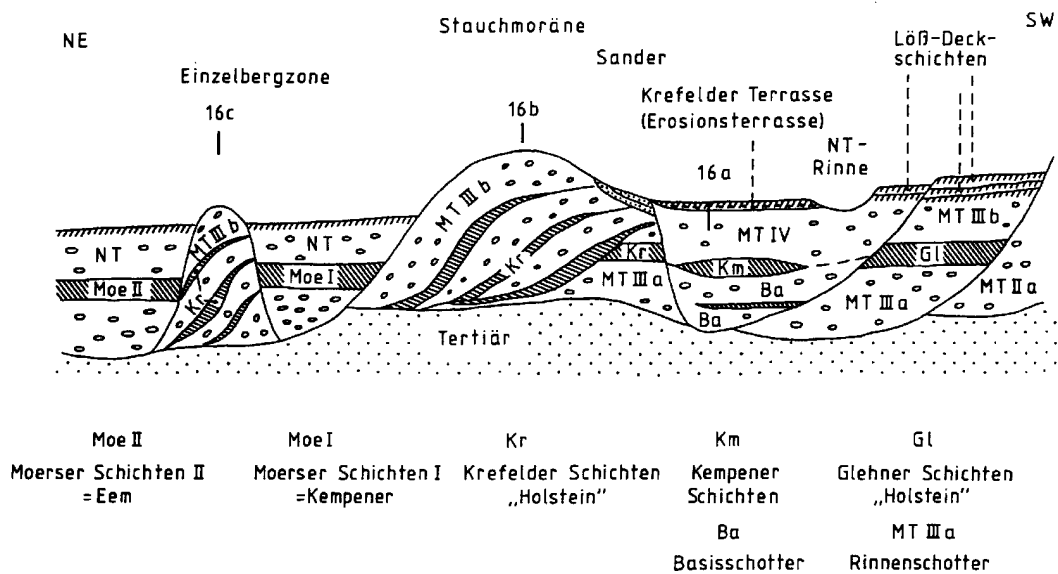 NE
Stauchmoräne
SW
Einzelbergzone
Sander
Löß-Deck-
schichten
16c
16b
Krefelder Terrasse
(Erosionsterrasse)
NT-
Rinne
16a
MT III b
MT III b
NT
NT
MT IV
MT III b
Moe II
Kr
Moe I
Kr
Kr
Km
Gl
MT III a
Ba
Ba
MT III a
MT II a
Tertiär
Moe II
Moerser Schichten II
=Eem
Moe I
Moerser Schichten I
=Kempener
Kr
Krefelder Schichten
„Holstein"
Km
Kempener
Schichten
Ba
Basisschotter
Gl
Glehner Schichten
„Holstein"
MT III a
Rinnenschotter